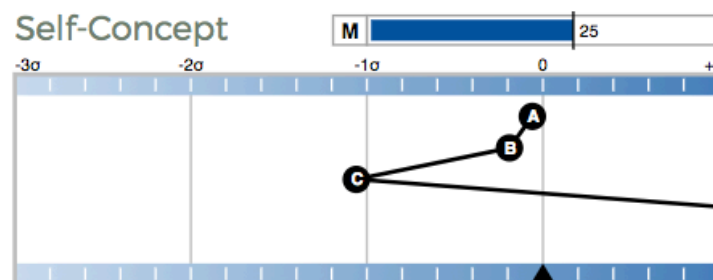 Self-Concept
M 25
-3σ -2σ -1σ 0 +
A
B
C